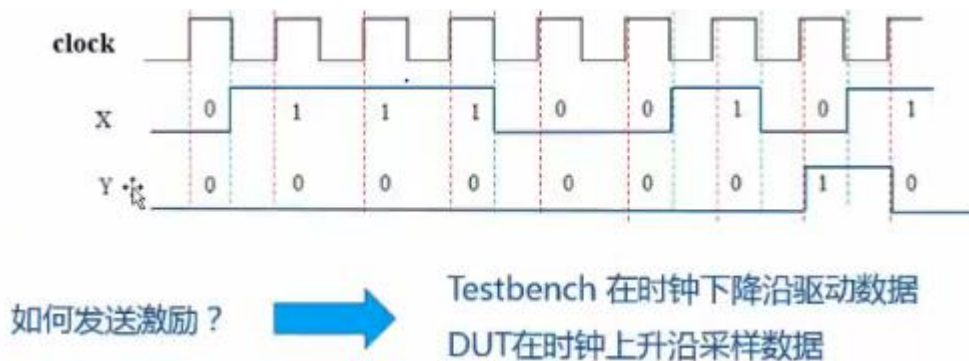 clock
X 0 1 1 1 0 0 1 0 1
Y 0 0 0 0 0 0 0 1 0
如何发送激励？
Testbench 在时钟下降沿驱动数据
DUT在时钟上升沿采样数据